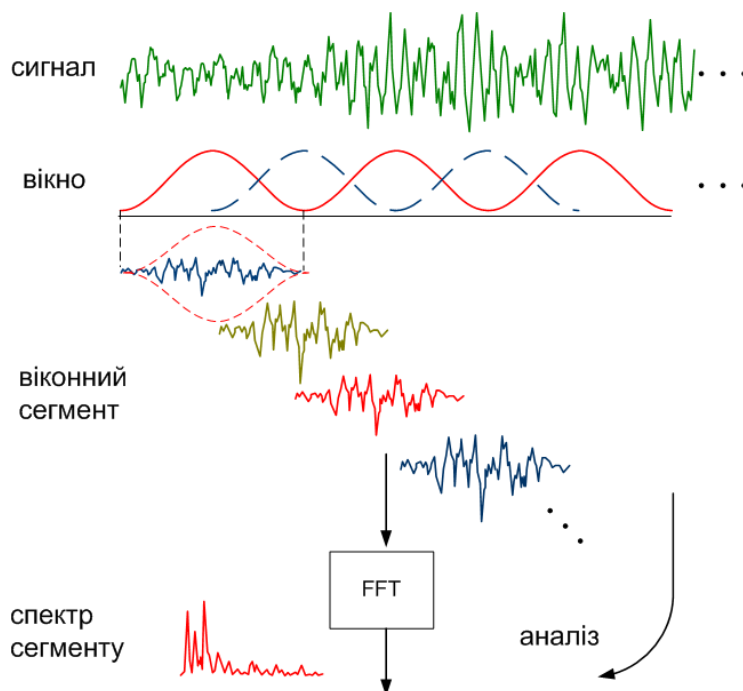 сигнал
вікно
віконний
сегмент
FFT
спектр
сегменту
аналіз